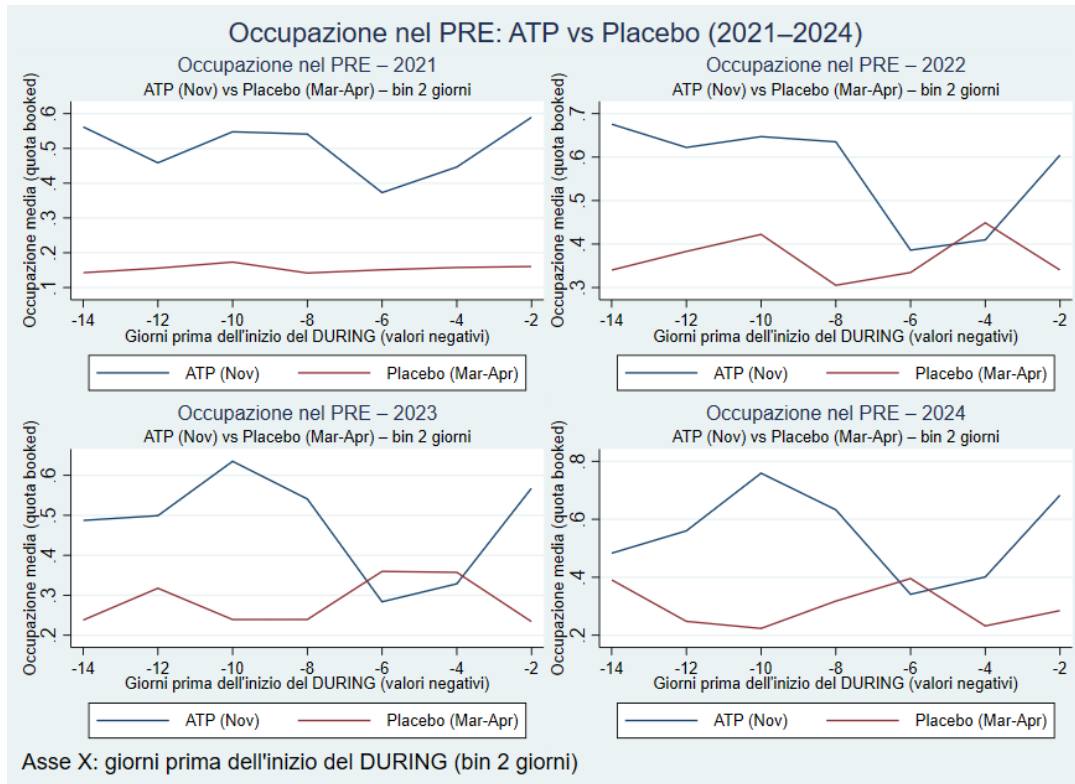 Occupazione nel PRE: ATP vs Placebo (2021–2024)
Occupazione nel PRE – 2021
ATP (Nov) vs Placebo (Mar-Apr) – bin 2 giorni
Occupazione media (quota booked)
.6
.5
.4
.3
.2
.1
-14 -12 -10 -8 -6 -4 -2
Giorni prima dell'inizio del DURING (valori negativi)
ATP (Nov) Placebo (Mar-Apr)
Occupazione nel PRE – 2022
ATP (Nov) vs Placebo (Mar-Apr) – bin 2 giorni
Occupazione media (quota booked)
.7
.6
.5
.4
.3
-14 -12 -10 -8 -6 -4 -2
Giorni prima dell'inizio del DURING (valori negativi)
ATP (Nov) Placebo (Mar-Apr)
Occupazione nel PRE – 2023
ATP (Nov) vs Placebo (Mar-Apr) – bin 2 giorni
Occupazione media (quota booked)
.6
.5
.4
.3
.2
-14 -12 -10 -8 -6 -4 -2
Giorni prima dell'inizio del DURING (valori negativi)
ATP (Nov) Placebo (Mar-Apr)
Occupazione nel PRE – 2024
ATP (Nov) vs Placebo (Mar-Apr) – bin 2 giorni
Occupazione media (quota booked)
.8
.6
.4
.2
-14 -12 -10 -8 -6 -4 -2
Giorni prima dell'inizio del DURING (valori negativi)
ATP (Nov) Placebo (Mar-Apr)
Asse X: giorni prima dell'inizio del DURING (bin 2 giorni)